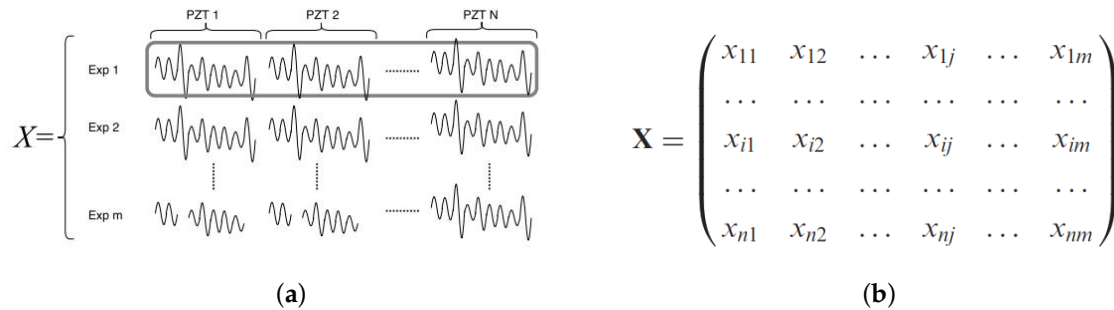 PZT 1 PZT 2 PZT N
Exp 1
Exp 2
Exp m
X=
(a)
X =
x11 x12 ... x1j ... x1m
... ... ... ... ... ...
xi1 xi2 ... xij ... xim
... ... ... ... ... ...
xn1 xn2 ... xnj ... xnm
(b)